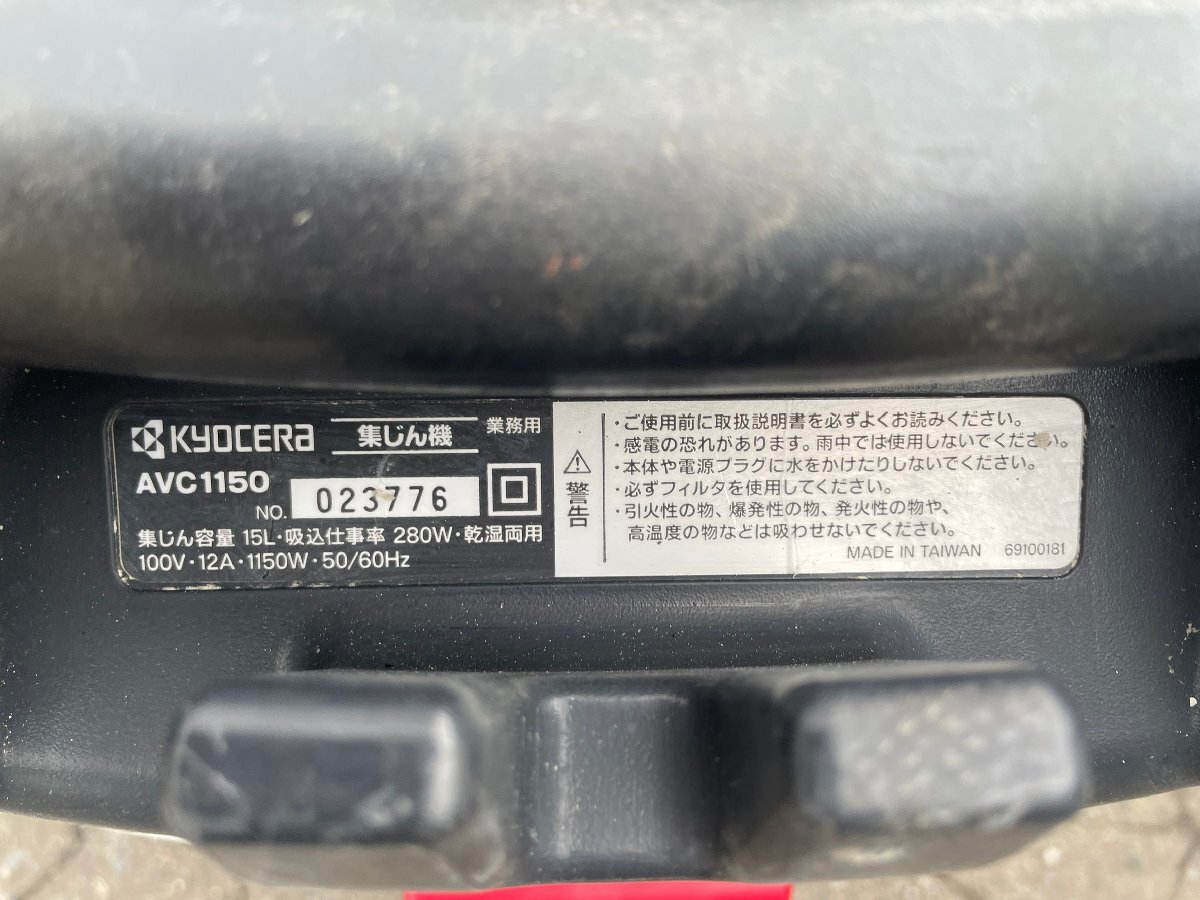 KYOCERA 集じん機 業務用
AVC1150
NO. 023776
集じん容量 15L・吸込仕事率 280W・乾湿両用
100V・12A・1150W・50/60Hz
⚠警告
・ご使用前に取扱説明書を必ずよくお読みください。
・感電の恐れがあります。雨中では使用しないでください。
・本体や電源プラグに水をかけたりしないでください。
・必ずフィルタを使用してください。
・引火性の物、爆発性の物、発火性の物や、
高温度の物などは吸わせないでください。
MADE IN TAIWAN 69100181